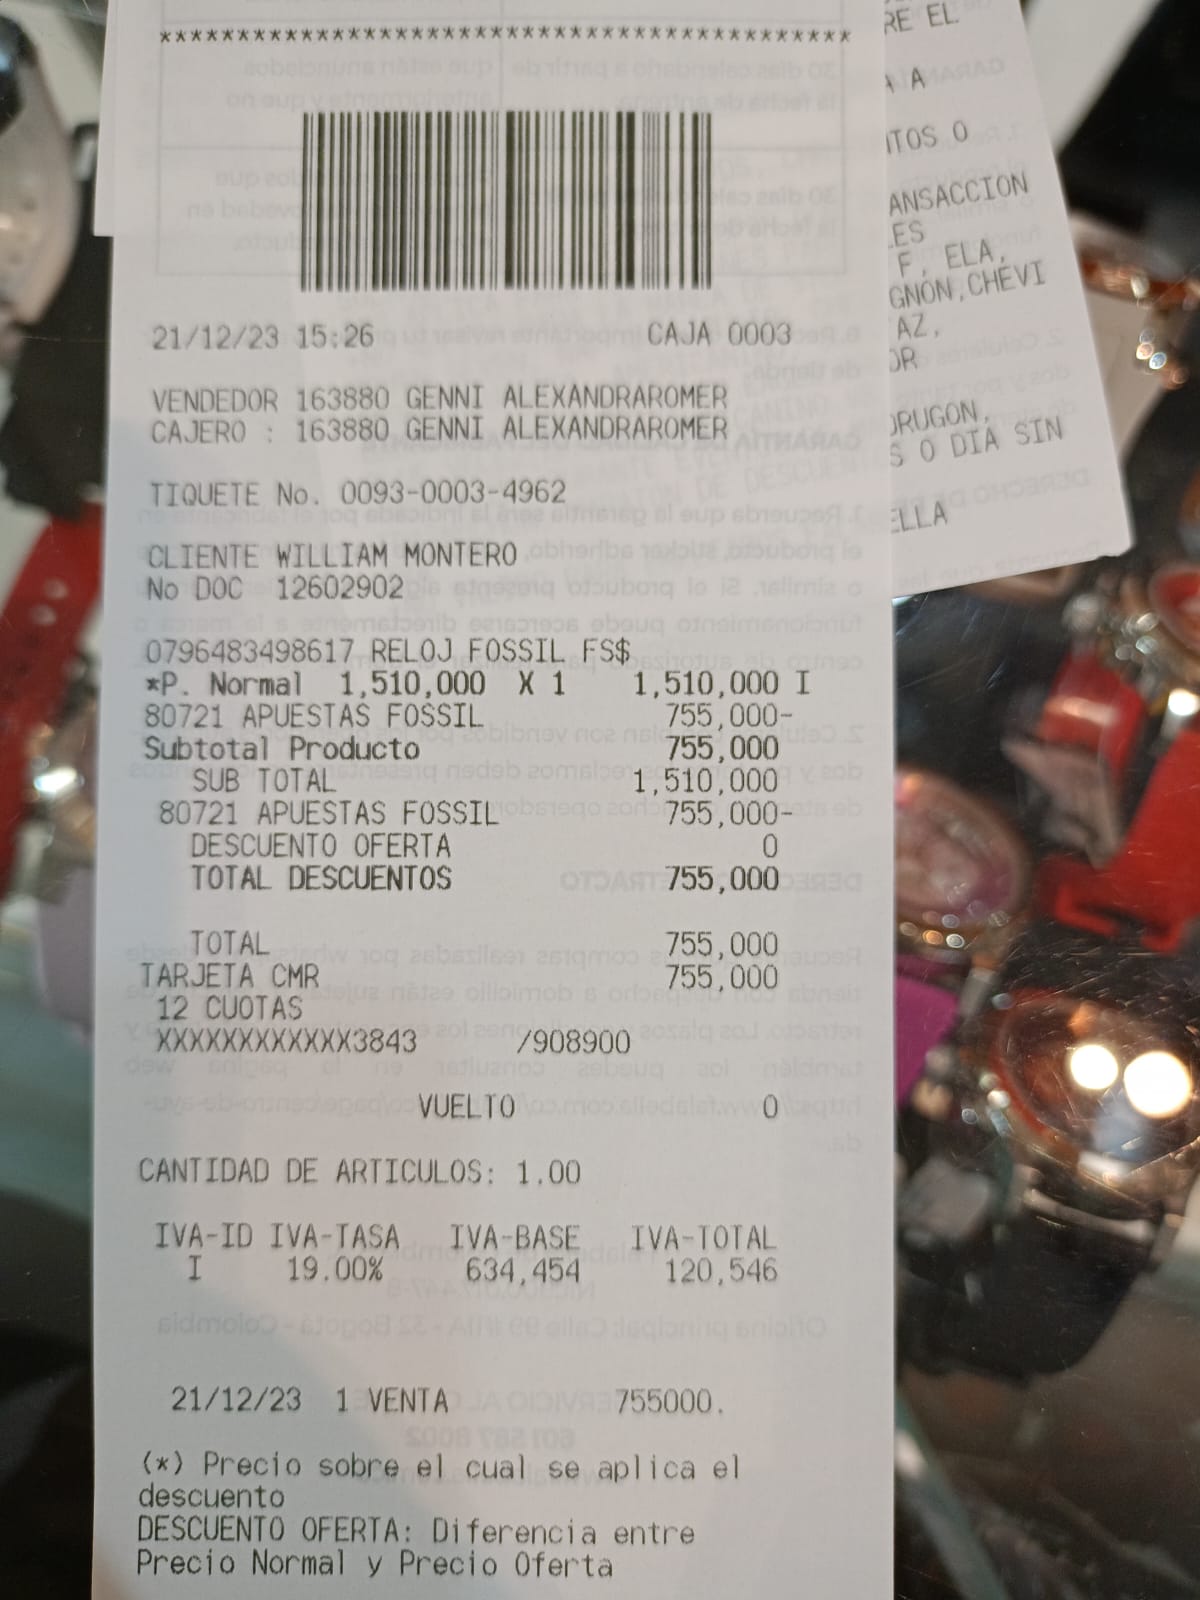 ********************************************
21/12/23 15:26 CAJA 0003
VENDEDOR 163880 GENNI ALEXANDRAROMER
CAJERO : 163880 GENNI ALEXANDRAROMER
TIQUETE No. 0093-0003-4962
CLIENTE WILLIAM MONTERO
No DOC 12602902
0796483498617 RELOJ FOSSIL FS$
*P. Normal 1,510,000 X 1 1,510,000 I
80721 APUESTAS FOSSIL 755,000-
Subtotal Producto 755,000
SUB TOTAL 1,510,000
80721 APUESTAS FOSSIL 755,000-
DESCUENTO OFERTA 0
TOTAL DESCUENTOS 755,000
TOTAL 755,000
TARJETA CMR 755,000
12 CUOTAS
XXXXXXXXXXXX3843 /908900
VUELTO 0
CANTIDAD DE ARTICULOS: 1.00
IVA-ID IVA-TASA IVA-BASE IVA-TOTAL
I 19.00% 634,454 120,546
21/12/23 1 VENTA 755000.
(*) Precio sobre el cual se aplica el
descuento
DESCUENTO OFERTA: Diferencia entre
Precio Normal y Precio Oferta
RE EL
A
TOS O
ANSACCION
LES
F, ELA,
GNON,CHEVI
AZ,
OR
DRUGON,
S O DIA SIN
ELLA